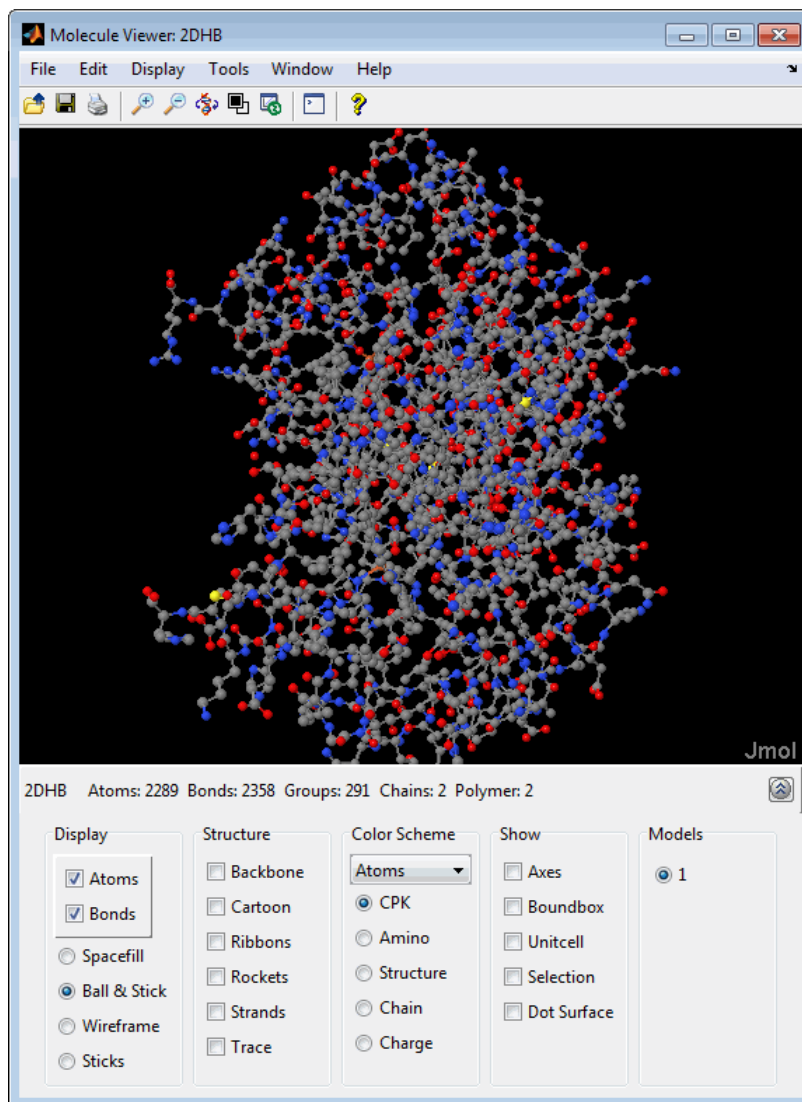 Molecule Viewer: 2DHB
File Edit Display Tools Window Help
Jmol
2DHB Atoms: 2289 Bonds: 2358 Groups: 291 Chains: 2 Polymer: 2
Display Structure Color Scheme Show Models
Atoms Backbone Atoms Axes 1
Bonds Cartoon CPK Boundbox
Spacefill Ribbons Amino Unitcell
Ball & Stick Rockets Structure Selection
Wireframe Strands Chain Dot Surface
Sticks Trace Charge